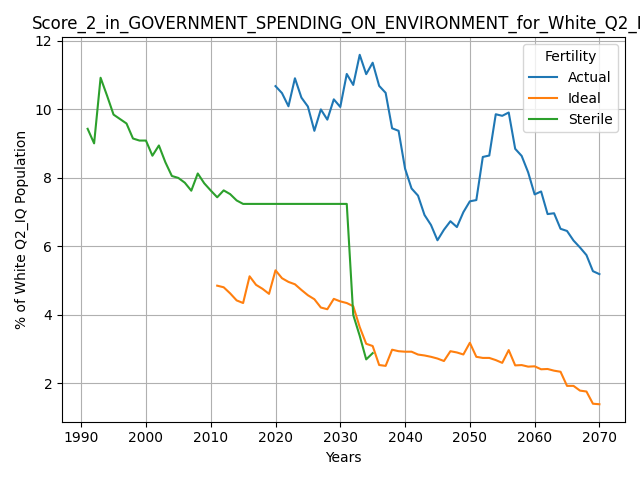 Score_2_in_GOVERNMENT_SPENDING_ON_ENVIRONMENT_for_White_Q2_I
12
10
8
6
4
2
% of White Q2_IQ Population
Fertility
Actual
Ideal
Sterile
1990 2000 2010 2020 2030 2040 2050 2060 2070
Years